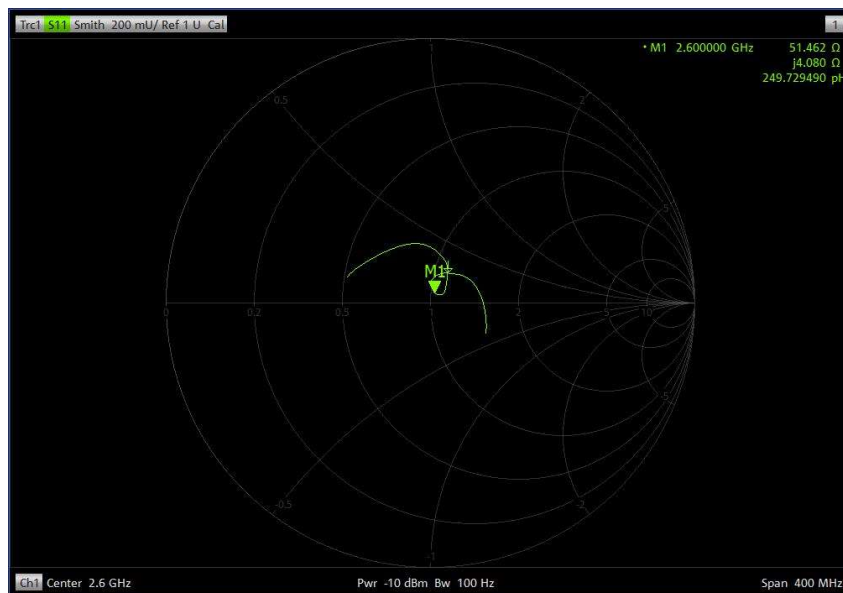 Trc1 S11 Smith 200 mU/ Ref 1 U Cal
1
• M1 2.600000 GHz 51.462 Ω
j4.080 Ω
249.729490 pH
1
0.5
2
5
M1
0
0.2
0.5
1
2
5
10
-5
-0.5
-2
-1
Ch1 Center 2.6 GHz Pwr -10 dBm Bw 100 Hz Span 400 MHz